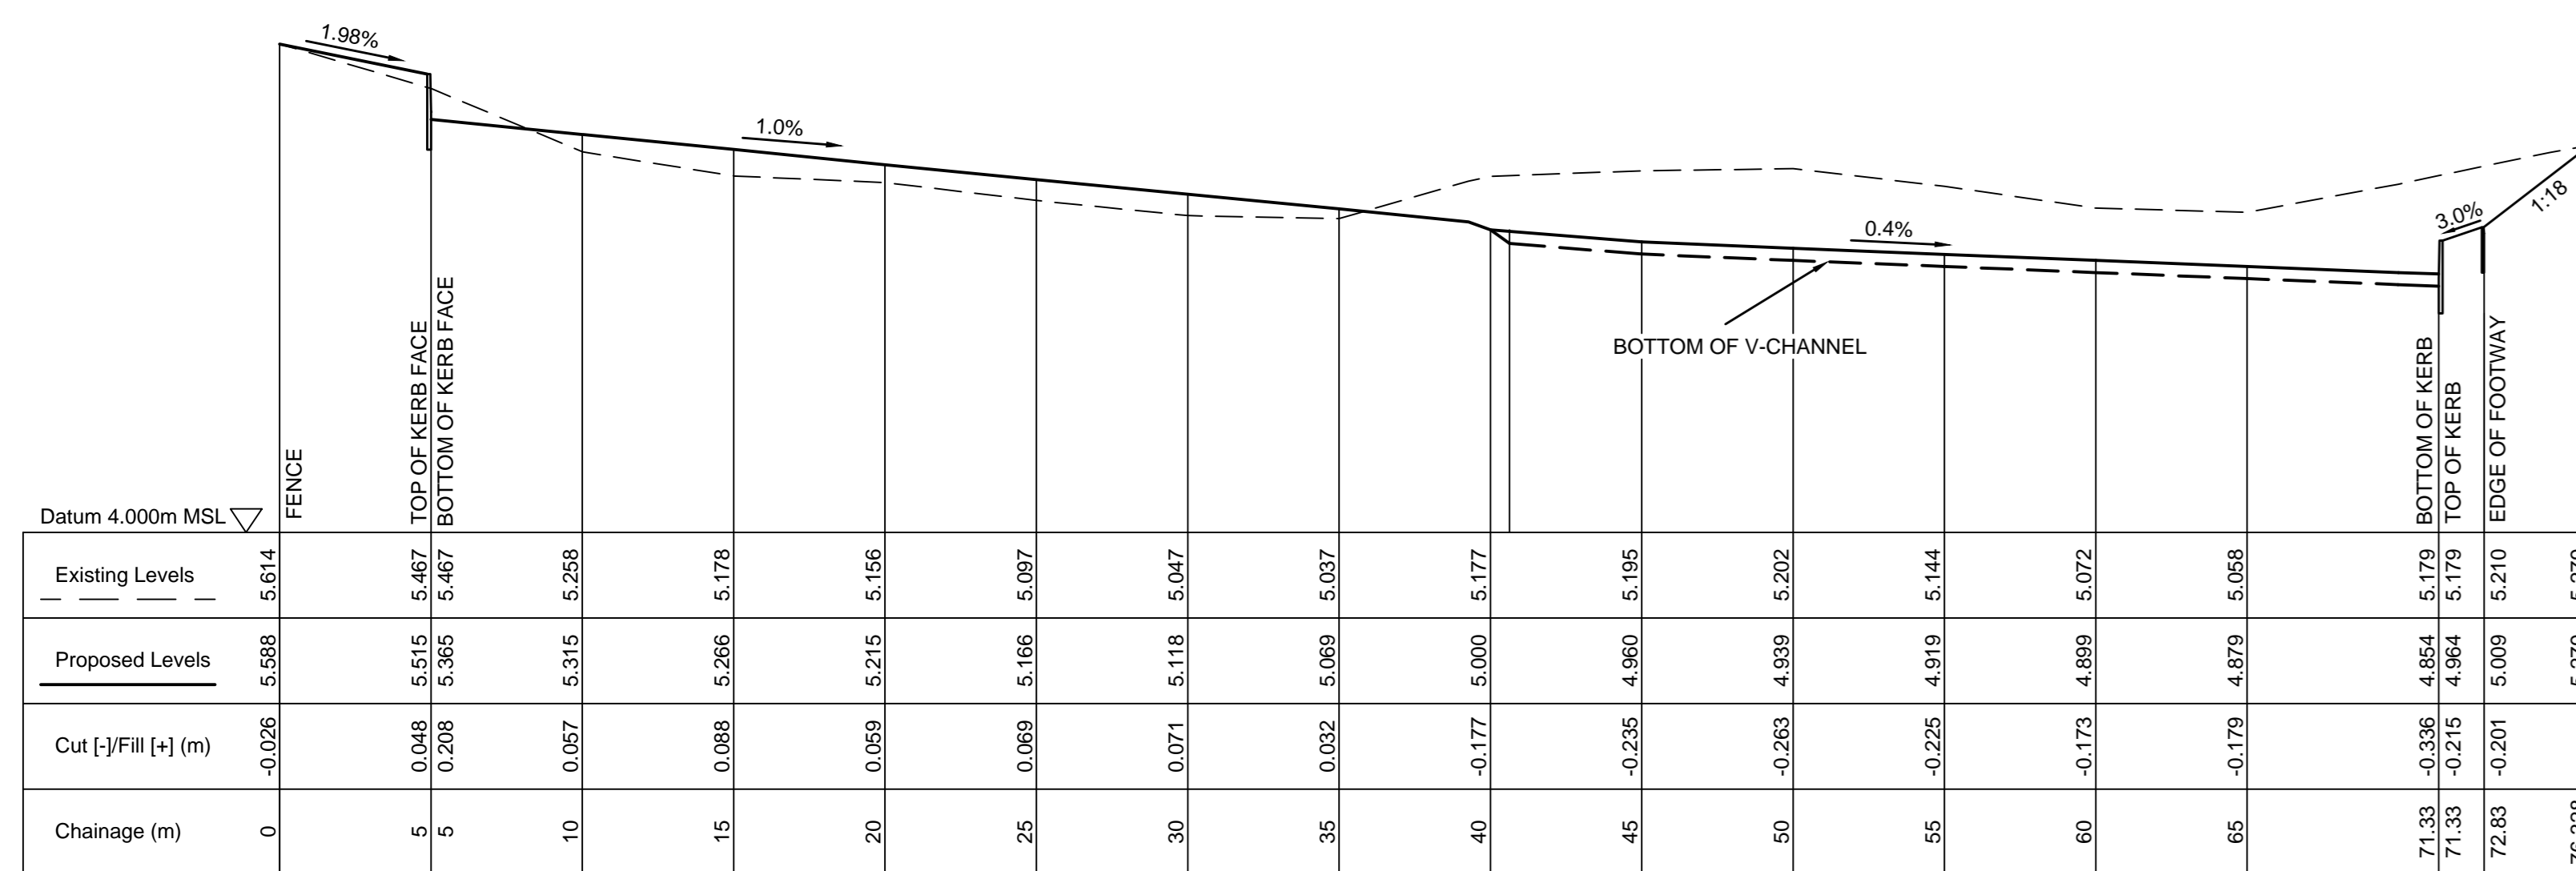 1.98%
1.0%
0.4%
3.0%
1:18
BOTTOM OF V-CHANNEL
FENCE
TOP OF KERB FACE
BOTTOM OF KERB FACE
BOTTOM OF KERB
TOP OF KERB
EDGE OF FOOTWAY
Datum 4.000m MSL
Existing Levels 5.614 5.467 5.467 5.258 5.178 5.156 5.097 5.047 5.037 5.177 5.195 5.202 5.144 5.072 5.058 5.179 5.179 5.210
Proposed Levels 5.588 5.515 5.365 5.315 5.266 5.215 5.166 5.118 5.069 5.000 4.960 4.939 4.919 4.899 4.879 4.854 4.964 5.009
Cut [-]/Fill [+] (m) -0.026 0.048 0.208 0.057 0.088 0.059 0.069 0.071 0.032 -0.177 -0.235 -0.263 -0.225 -0.173 -0.179 -0.336 -0.215 -0.201
Chainage (m) 0 5 5 10 15 20 25 30 35 40 45 50 55 60 65 71.33 71.33 72.83